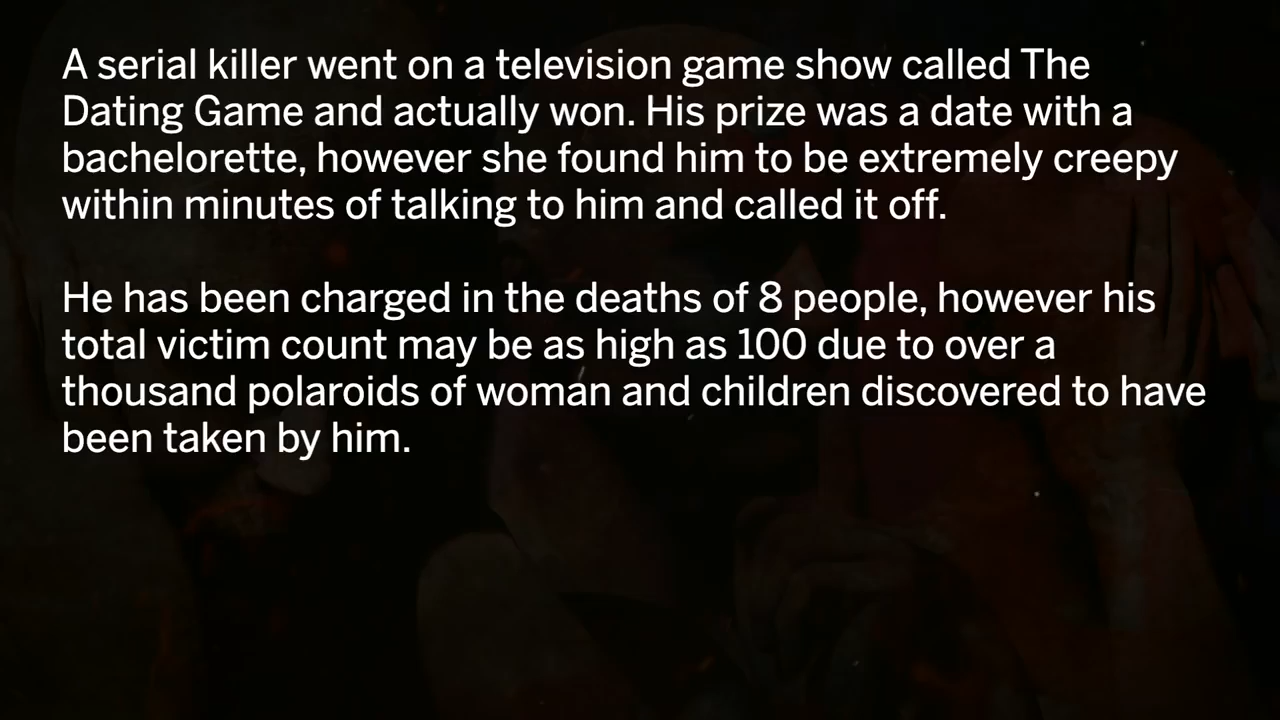 A serial killer went on a television game show called The
Dating Game and actually won. His prize was a date with a
bachelorette, however she found him to be extremely creepy
within minutes of talking to him and called it off.
He has been charged in the deaths of 8 people, however his
total victim count may be as high as 100 due to over a
thousand polaroids of woman and children discovered to have
been taken by him.